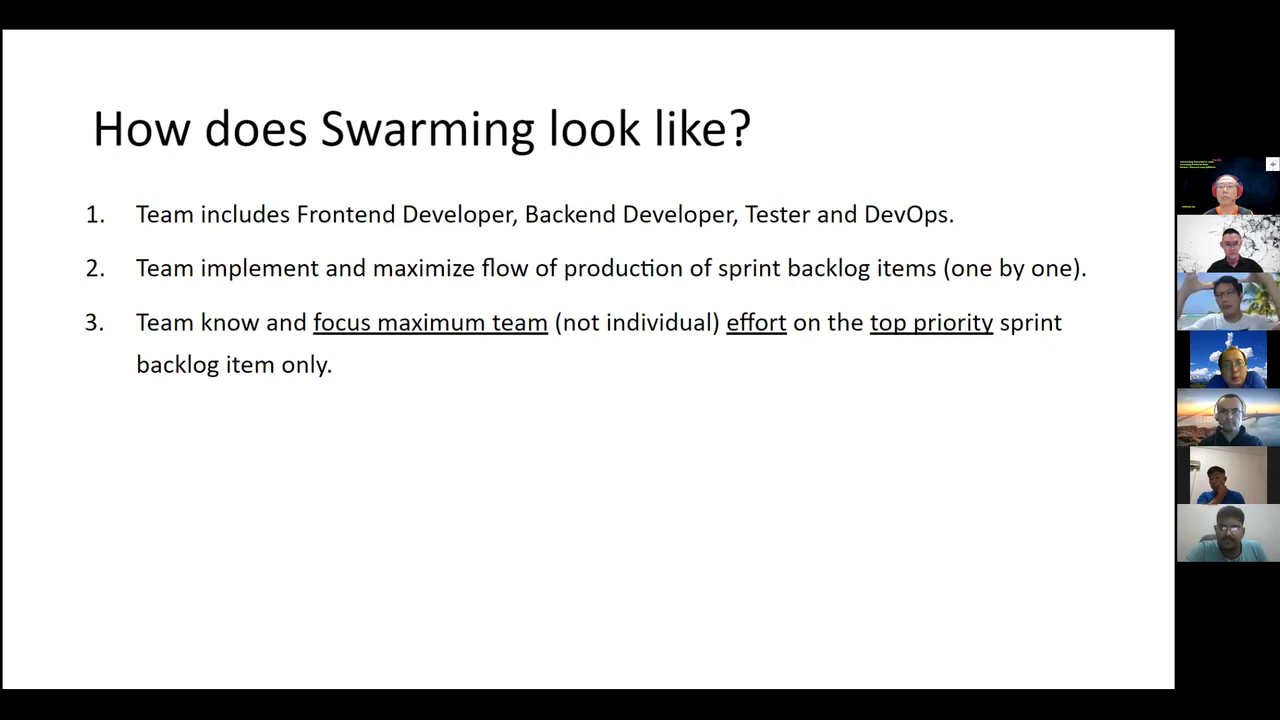 How does Swarming look like?
1. Team includes Frontend Developer, Backend Developer, Tester and DevOps.
2. Team implement and maximize flow of production of sprint backlog items (one by one).
3. Team know and focus maximum team (not individual) effort on the top priority sprint
backlog item only.